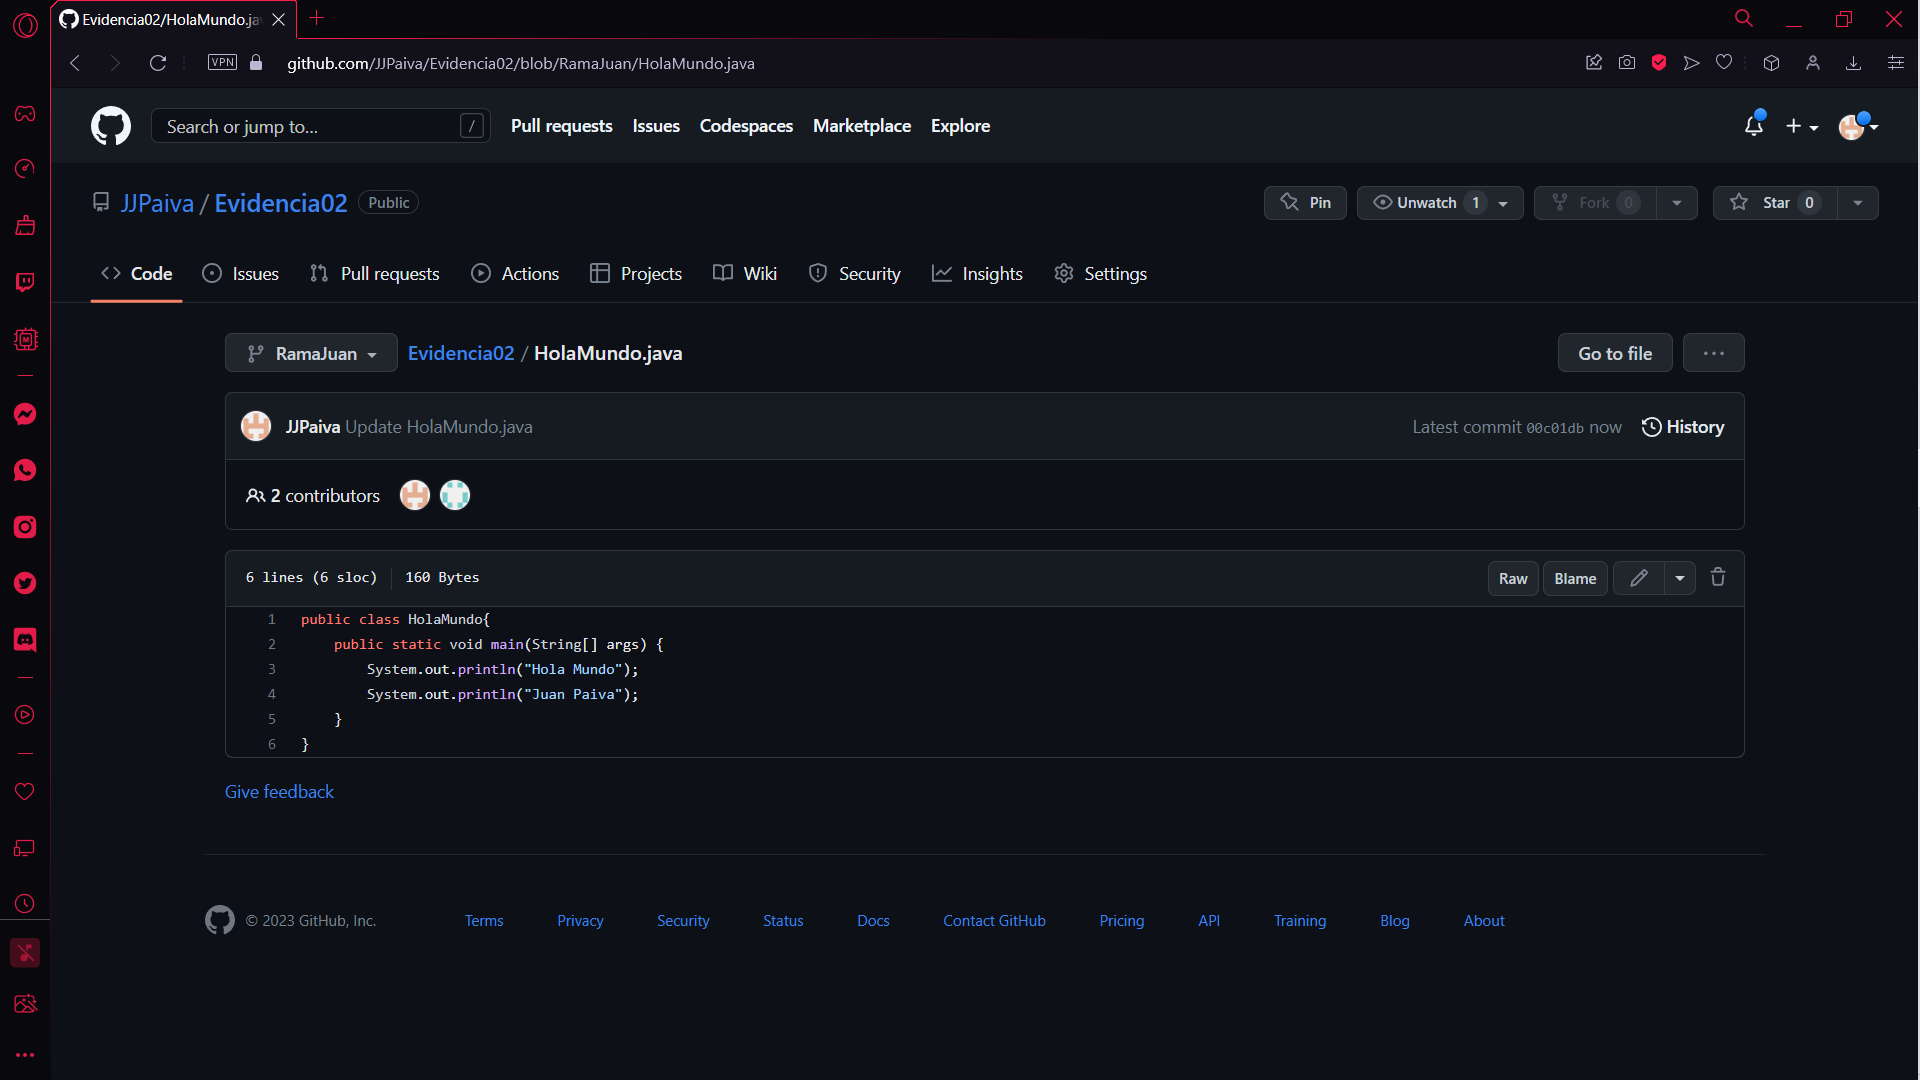 Evidencia02/HolaMundo.ja
VPN
github.com/JJPaiva/Evidencia02/blob/RamaJuan/HolaMundo.java
Search or jump to... /
Pull requests Issues Codespaces Marketplace Explore
JJPaiva / Evidencia02 Public
Pin Unwatch 1 Fork 0 Star 0
Code Issues Pull requests Actions Projects Wiki Security Insights Settings
RamaJuan Evidencia02 / HolaMundo.java Go to file ...
JJPaiva Update HolaMundo.java Latest commit 00c01db now History
2 contributors
6 lines (6 sloc) 160 Bytes Raw Blame
1 public class HolaMundo{
2     public static void main(String[] args) {
3         System.out.println("Hola Mundo");
4         System.out.println("Juan Paiva");
5     }
6 }
Give feedback
© 2023 GitHub, Inc. Terms Privacy Security Status Docs Contact GitHub Pricing API Training Blog About